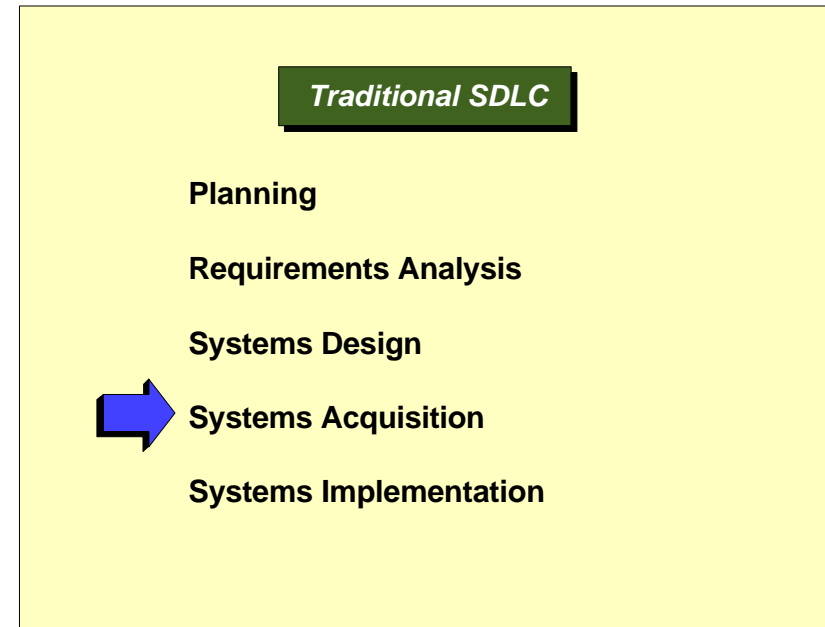 Traditional SDLC
Planning
Requirements Analysis
Systems Design
Systems Acquisition
Systems Implementation